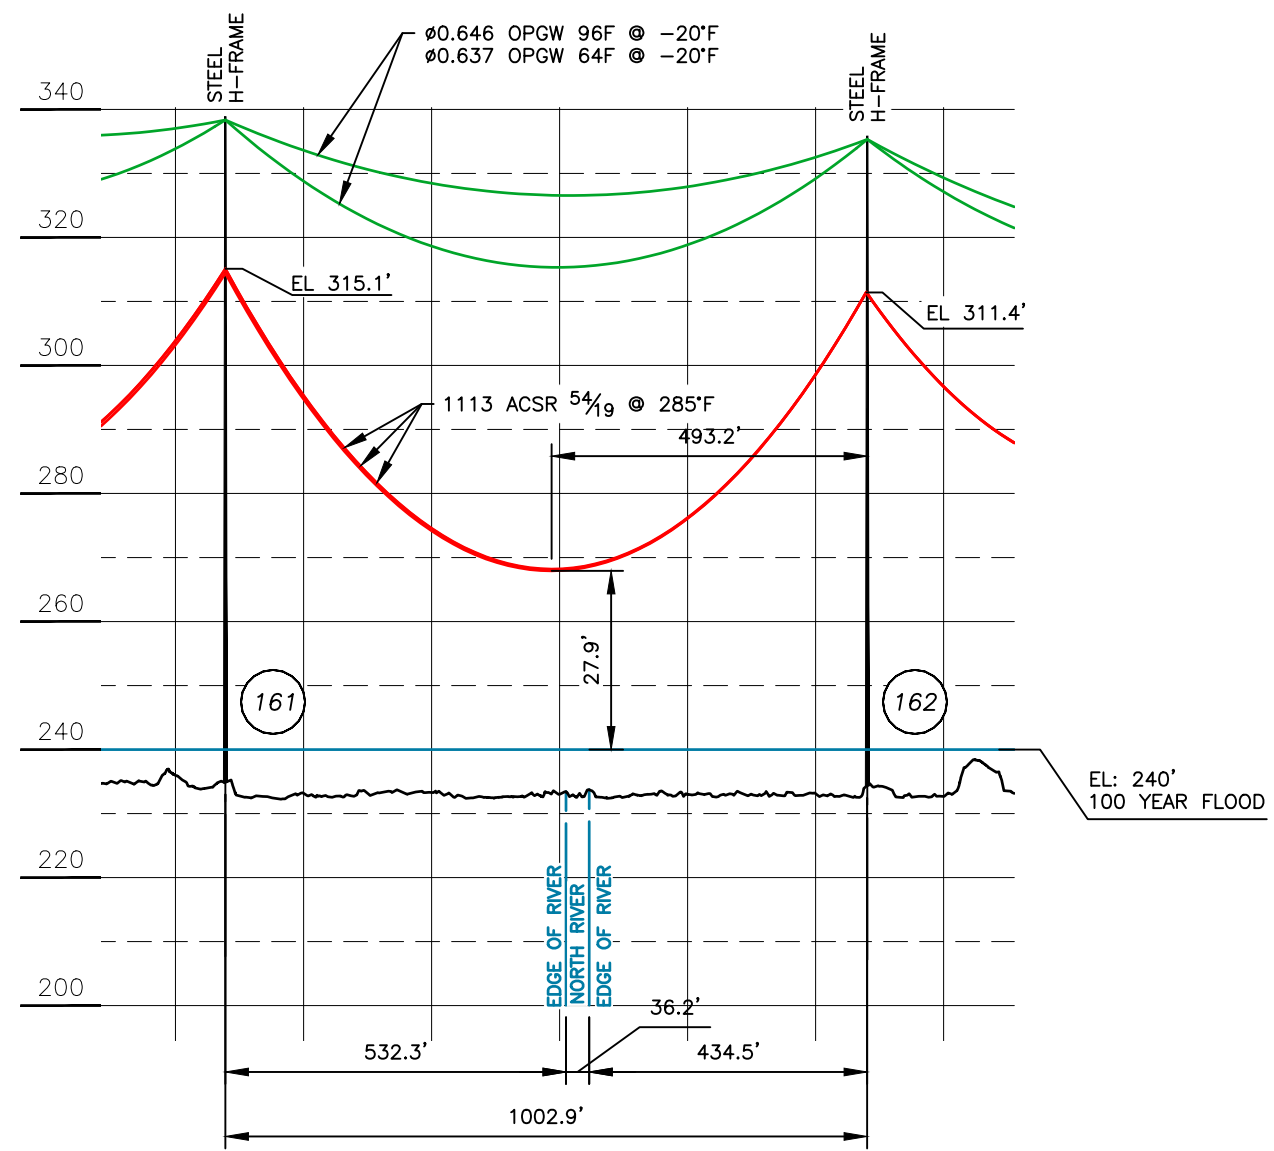 STEEL
H-FRAME
Ø0.646 OPGW 96F @ -20°F
Ø0.637 OPGW 64F @ -20°F
STEEL
H-FRAME
340
320
EL 315.1'
EL 311.4'
300
1113 ACSR 54/19 @ 285°F
493.2'
280
260
27.9'
161
162
240
EL: 240'
100 YEAR FLOOD
220
EDGE OF RIVER
NORTH RIVER
EDGE OF RIVER
200
36.2'
532.3'
434.5'
1002.9'